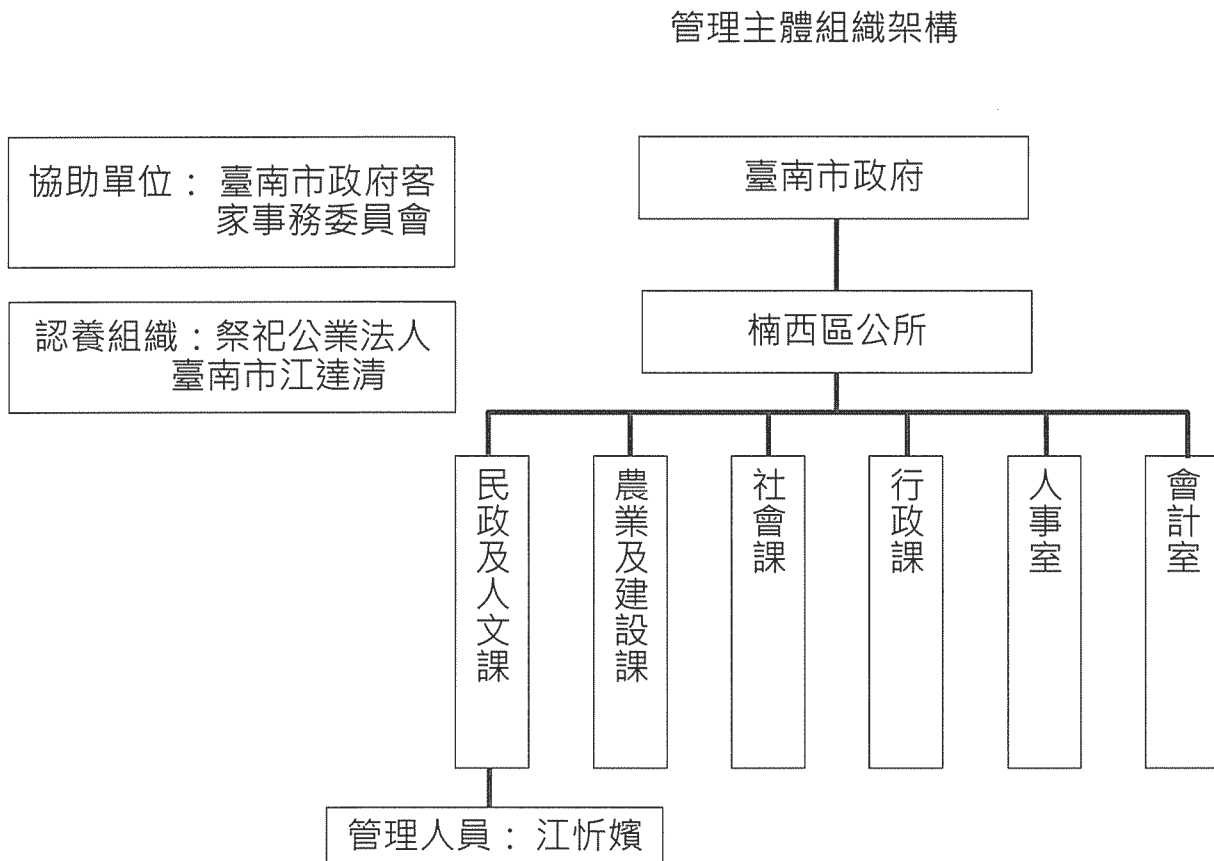 管理主體組織架構
協助單位： 臺南市政府客
家事務委員會
認養組織：祭祀公業法人
臺南市江達清
臺南市政府
楠西區公所
民政及人文課
農業及建設課
社會課
行政課
人事室
會計室
管理人員： 江忻嬪